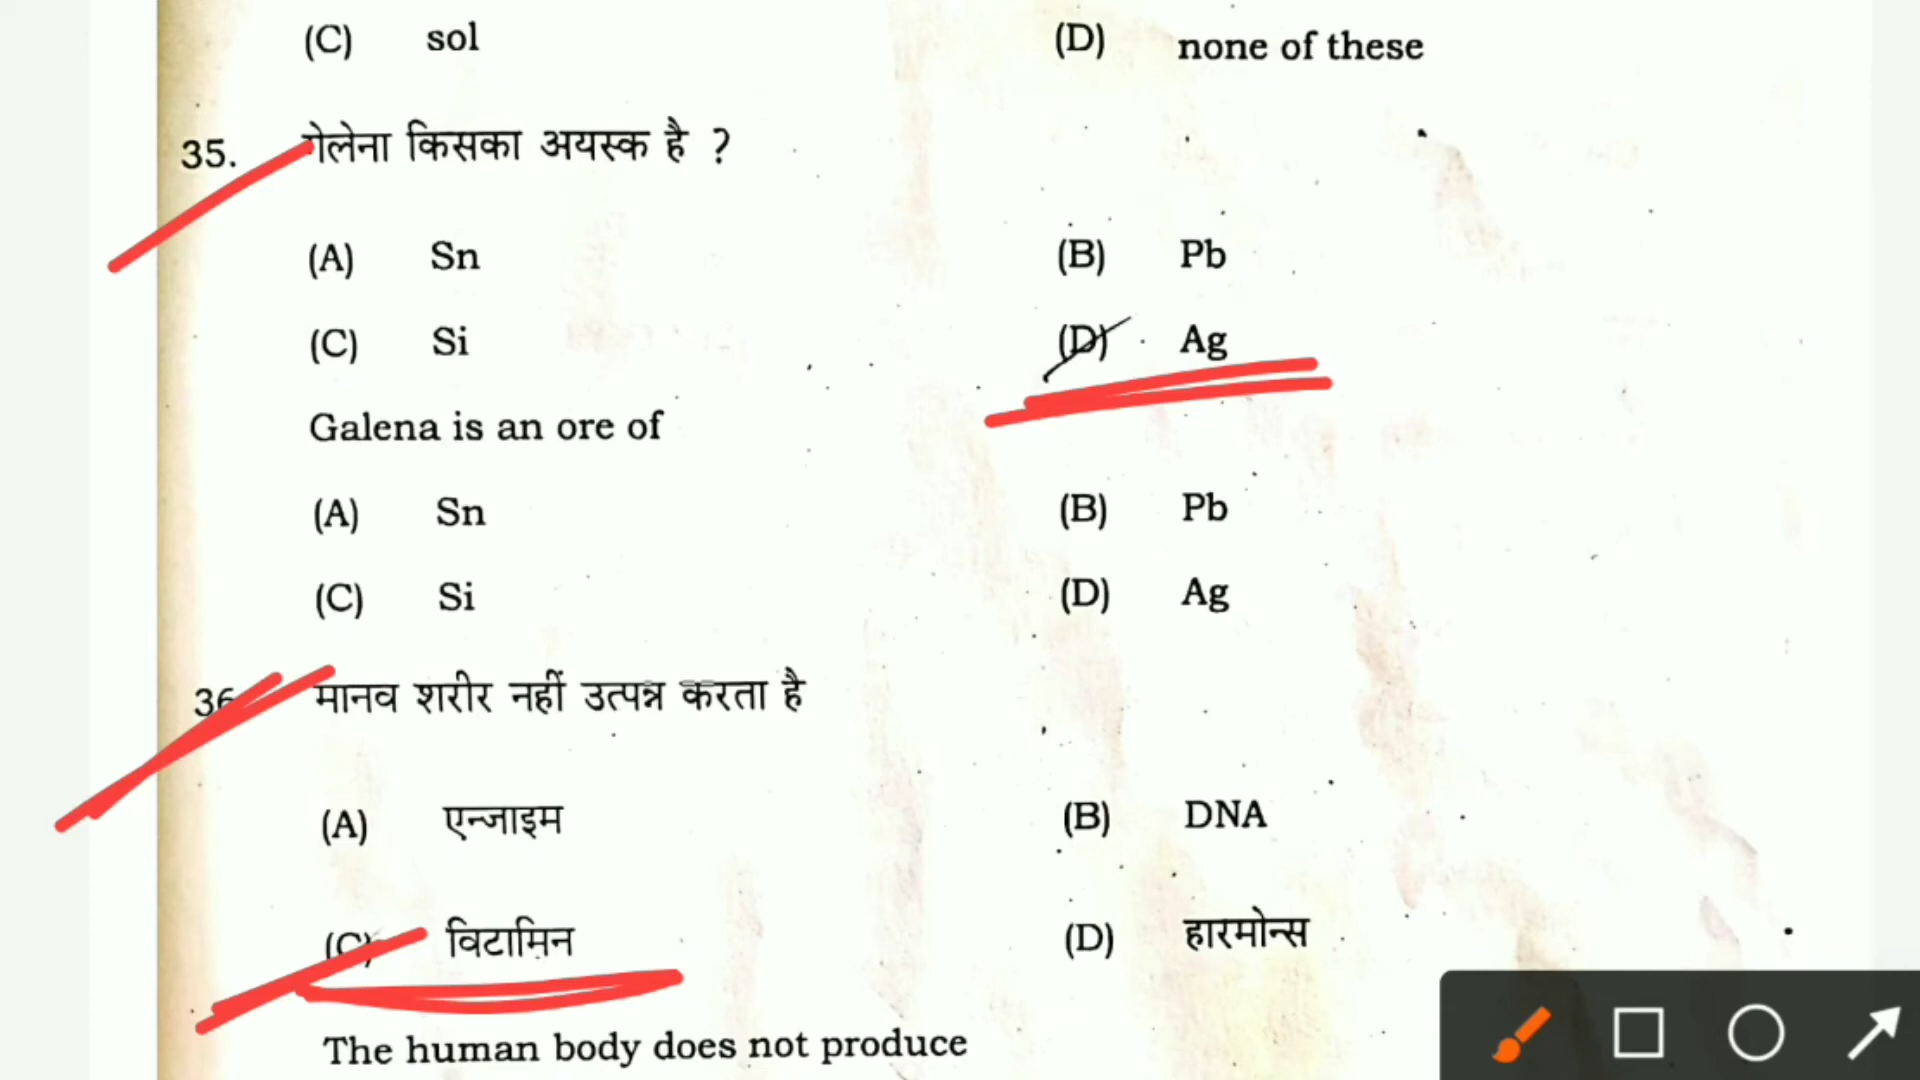 (C) sol (D) none of these
35. गेलेना किसका अयस्क है ?
(A) Sn (B) Pb
(C) Si (D) Ag
Galena is an ore of
(A) Sn (B) Pb
(C) Si (D) Ag
36 मानव शरीर नहीं उत्पन्न करता है
(A) एन्जाइम (B) DNA
(C) विटामिन (D) हारमोन्स
The human body does not produce